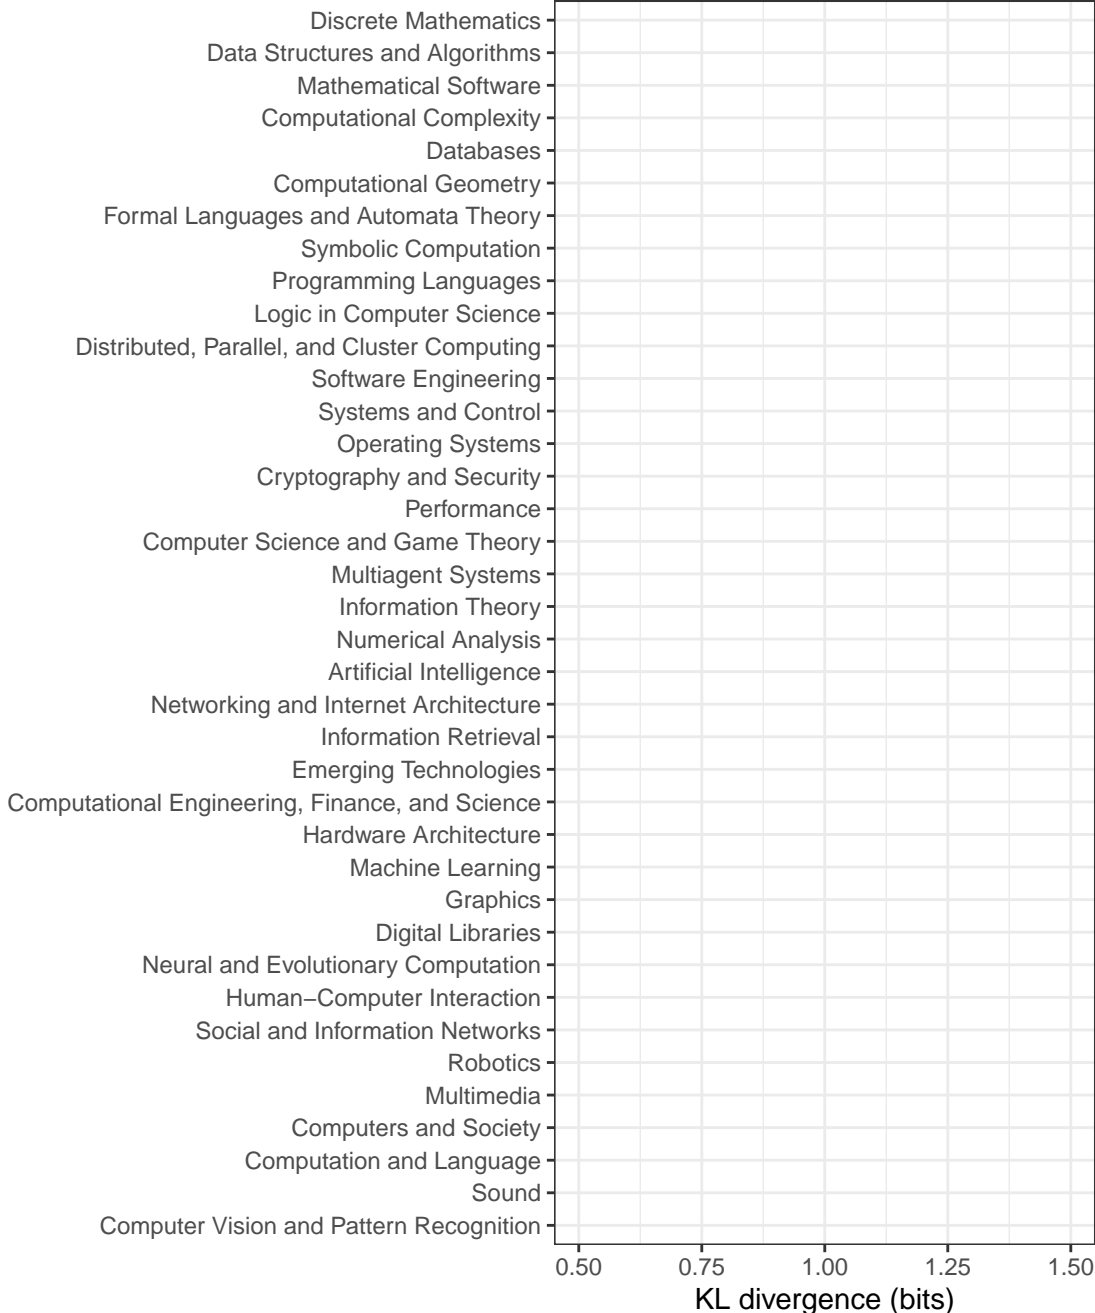 Discrete Mathematics
Data Structures and Algorithms
Mathematical Software
Computational Complexity
Databases
Computational Geometry
Formal Languages and Automata Theory
Symbolic Computation
Programming Languages
Logic in Computer Science
Distributed, Parallel, and Cluster Computing
Software Engineering
Systems and Control
Operating Systems
Cryptography and Security
Performance
Computer Science and Game Theory
Multiagent Systems
Information Theory
Numerical Analysis
Artificial Intelligence
Networking and Internet Architecture
Information Retrieval
Emerging Technologies
Computational Engineering, Finance, and Science
Hardware Architecture
Machine Learning
Graphics
Digital Libraries
Neural and Evolutionary Computation
Human−Computer Interaction
Social and Information Networks
Robotics
Multimedia
Computers and Society
Computation and Language
Sound
Computer Vision and Pattern Recognition
0.50 0.75 1.00 1.25 1.50
KL divergence (bits)